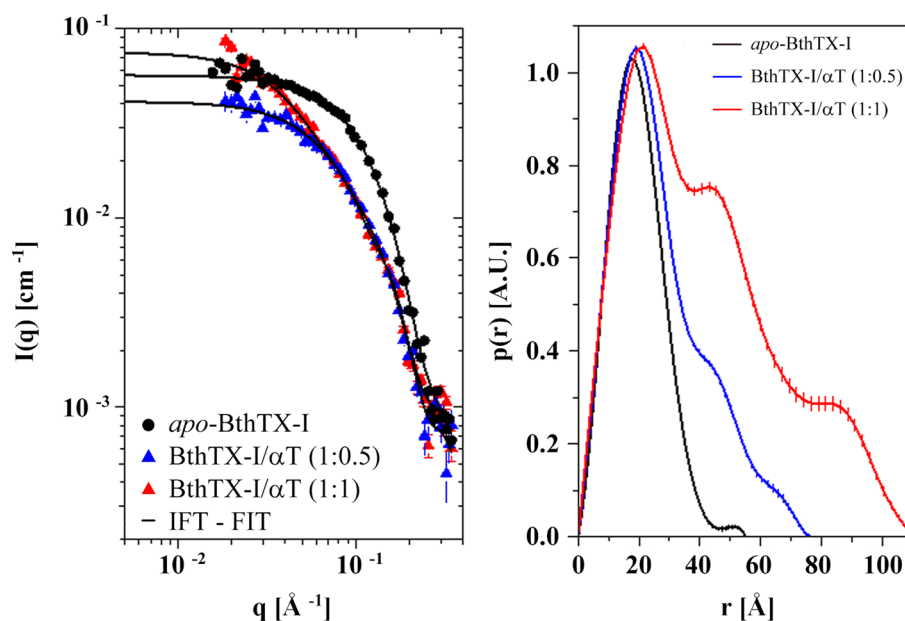 10⁻¹
10⁻²
10⁻³
I(q) [cm ⁻¹]
apo-BthTX-I
BthTX-I/αT (1:0.5)
BthTX-I/αT (1:1)
IFT - FIT
10⁻² 10⁻¹
q [Å ⁻¹]
apo-BthTX-I
BthTX-I/αT (1:0.5)
BthTX-I/αT (1:1)
1.0
0.8
0.6
0.4
0.2
0.0
p(r) [A.U.]
0 20 40 60 80 100
r [Å]